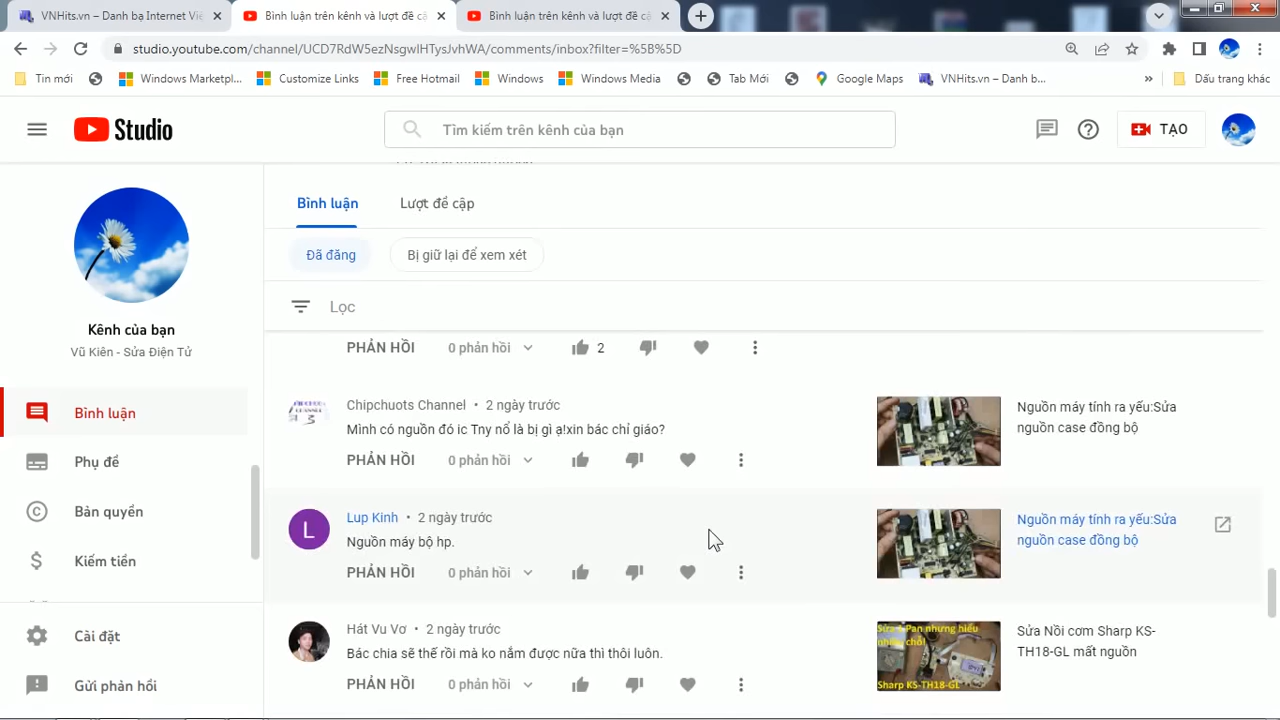 VNHits.vn – Danh bạ Internet Việ
Bình luận trên kênh và lượt đề cậ
Bình luận trên kênh và lượt đề cậ
studio.youtube.com/channel/UCD7RdW5ezNsgwIHTysJvhWA/comments/inbox?filter=%5B%5D
Tin mới
Windows Marketpl...
Customize Links
Free Hotmail
Windows
Windows Media
Tab Mới
Google Maps
VNHits.vn – Danh b...
»
Dấu trang khác
Studio
Tìm kiếm trên kênh của bạn
TẠO
Bình luận
Lượt đề cập
Đã đăng
Bị giữ lại để xem xét
Lọc
Kênh của bạn
Vũ Kiên - Sửa Điện Tử
Bình luận
Phụ đề
Bản quyền
Kiếm tiền
Cài đặt
Gửi phản hồi
PHẢN HỒI 0 phản hồi 2
Chipchuots Channel • 2 ngày trước
Mình có nguồn đó ic Tny nổ là bị gì ạ!xin bác chỉ giáo?
PHẢN HỒI 0 phản hồi
Nguồn máy tính ra yếu:Sửa
nguồn case đồng bộ
L
Lup Kinh • 2 ngày trước
Nguồn máy bộ hp.
PHẢN HỒI 0 phản hồi
Nguồn máy tính ra yếu:Sửa
nguồn case đồng bộ
Hát Vu Vơ • 2 ngày trước
Bác chia sẽ thế rồi mà ko nắm được nữa thì thôi luôn.
PHẢN HỒI 0 phản hồi
Sharp KS-TH18-GL
Sửa Nồi cơm Sharp KS-
TH18-GL mất nguồn